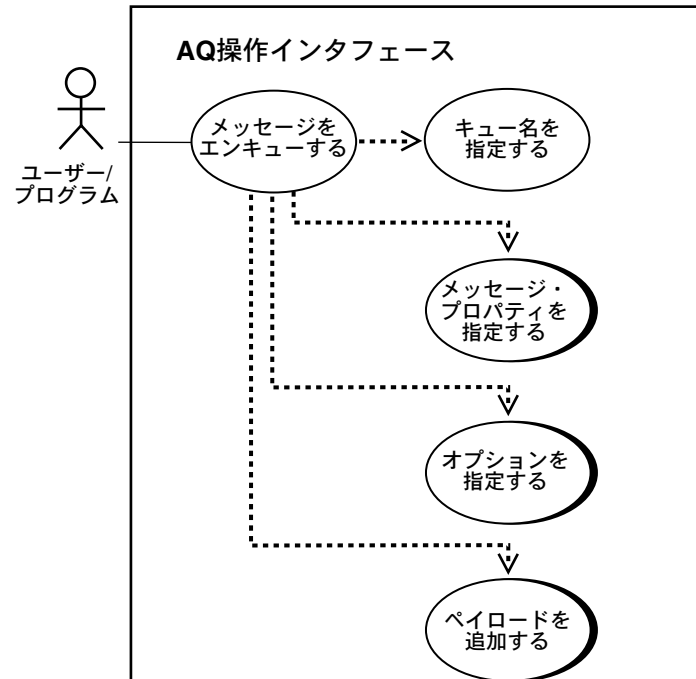 AQ操作インタフェース
ユーザー/
プログラム
メッセージを
エンキューする
キュー名を
指定する
メッセージ・
プロパティを
指定する
オプションを
指定する
ペイロードを
追加する